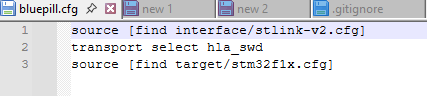 bluepill.cfg new 1 new 2 .gitignore
1 source [find interface/stlink-v2.cfg]
2 transport select hla_swd
3 source [find target/stm32f1x.cfg]